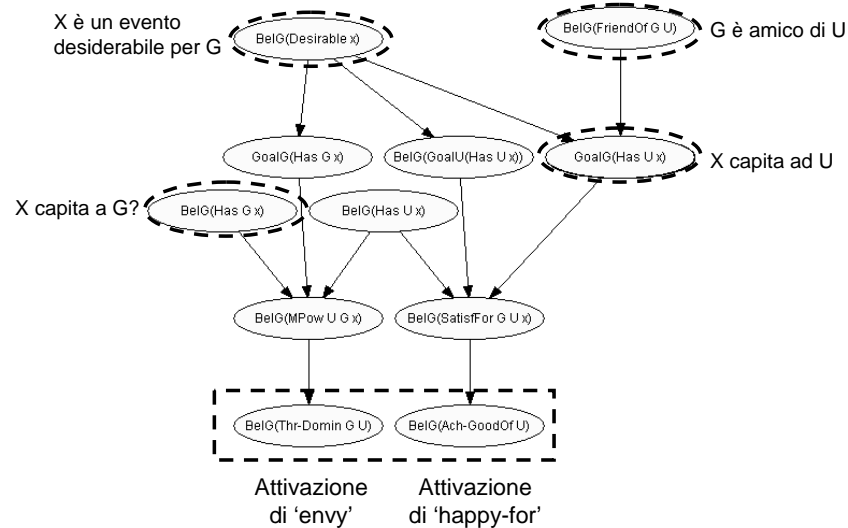 X è un evento
desiderabile per G
BelG(Desirable x)
BelG(FriendOf G U)
G è amico di U
GoalG(Has G x)
BelG(GoalU(Has U x))
GoalG(Has U x)
X capita ad U
X capita a G?
BelG(Has G x)
BelG(Has U x)
BelG(MPow U G x)
BelG(SatisfFor G U x)
BelG(Thr-Domin G U)
BelG(Ach-GoodOf U)
Attivazione
di ‘envy’
Attivazione
di ‘happy-for’